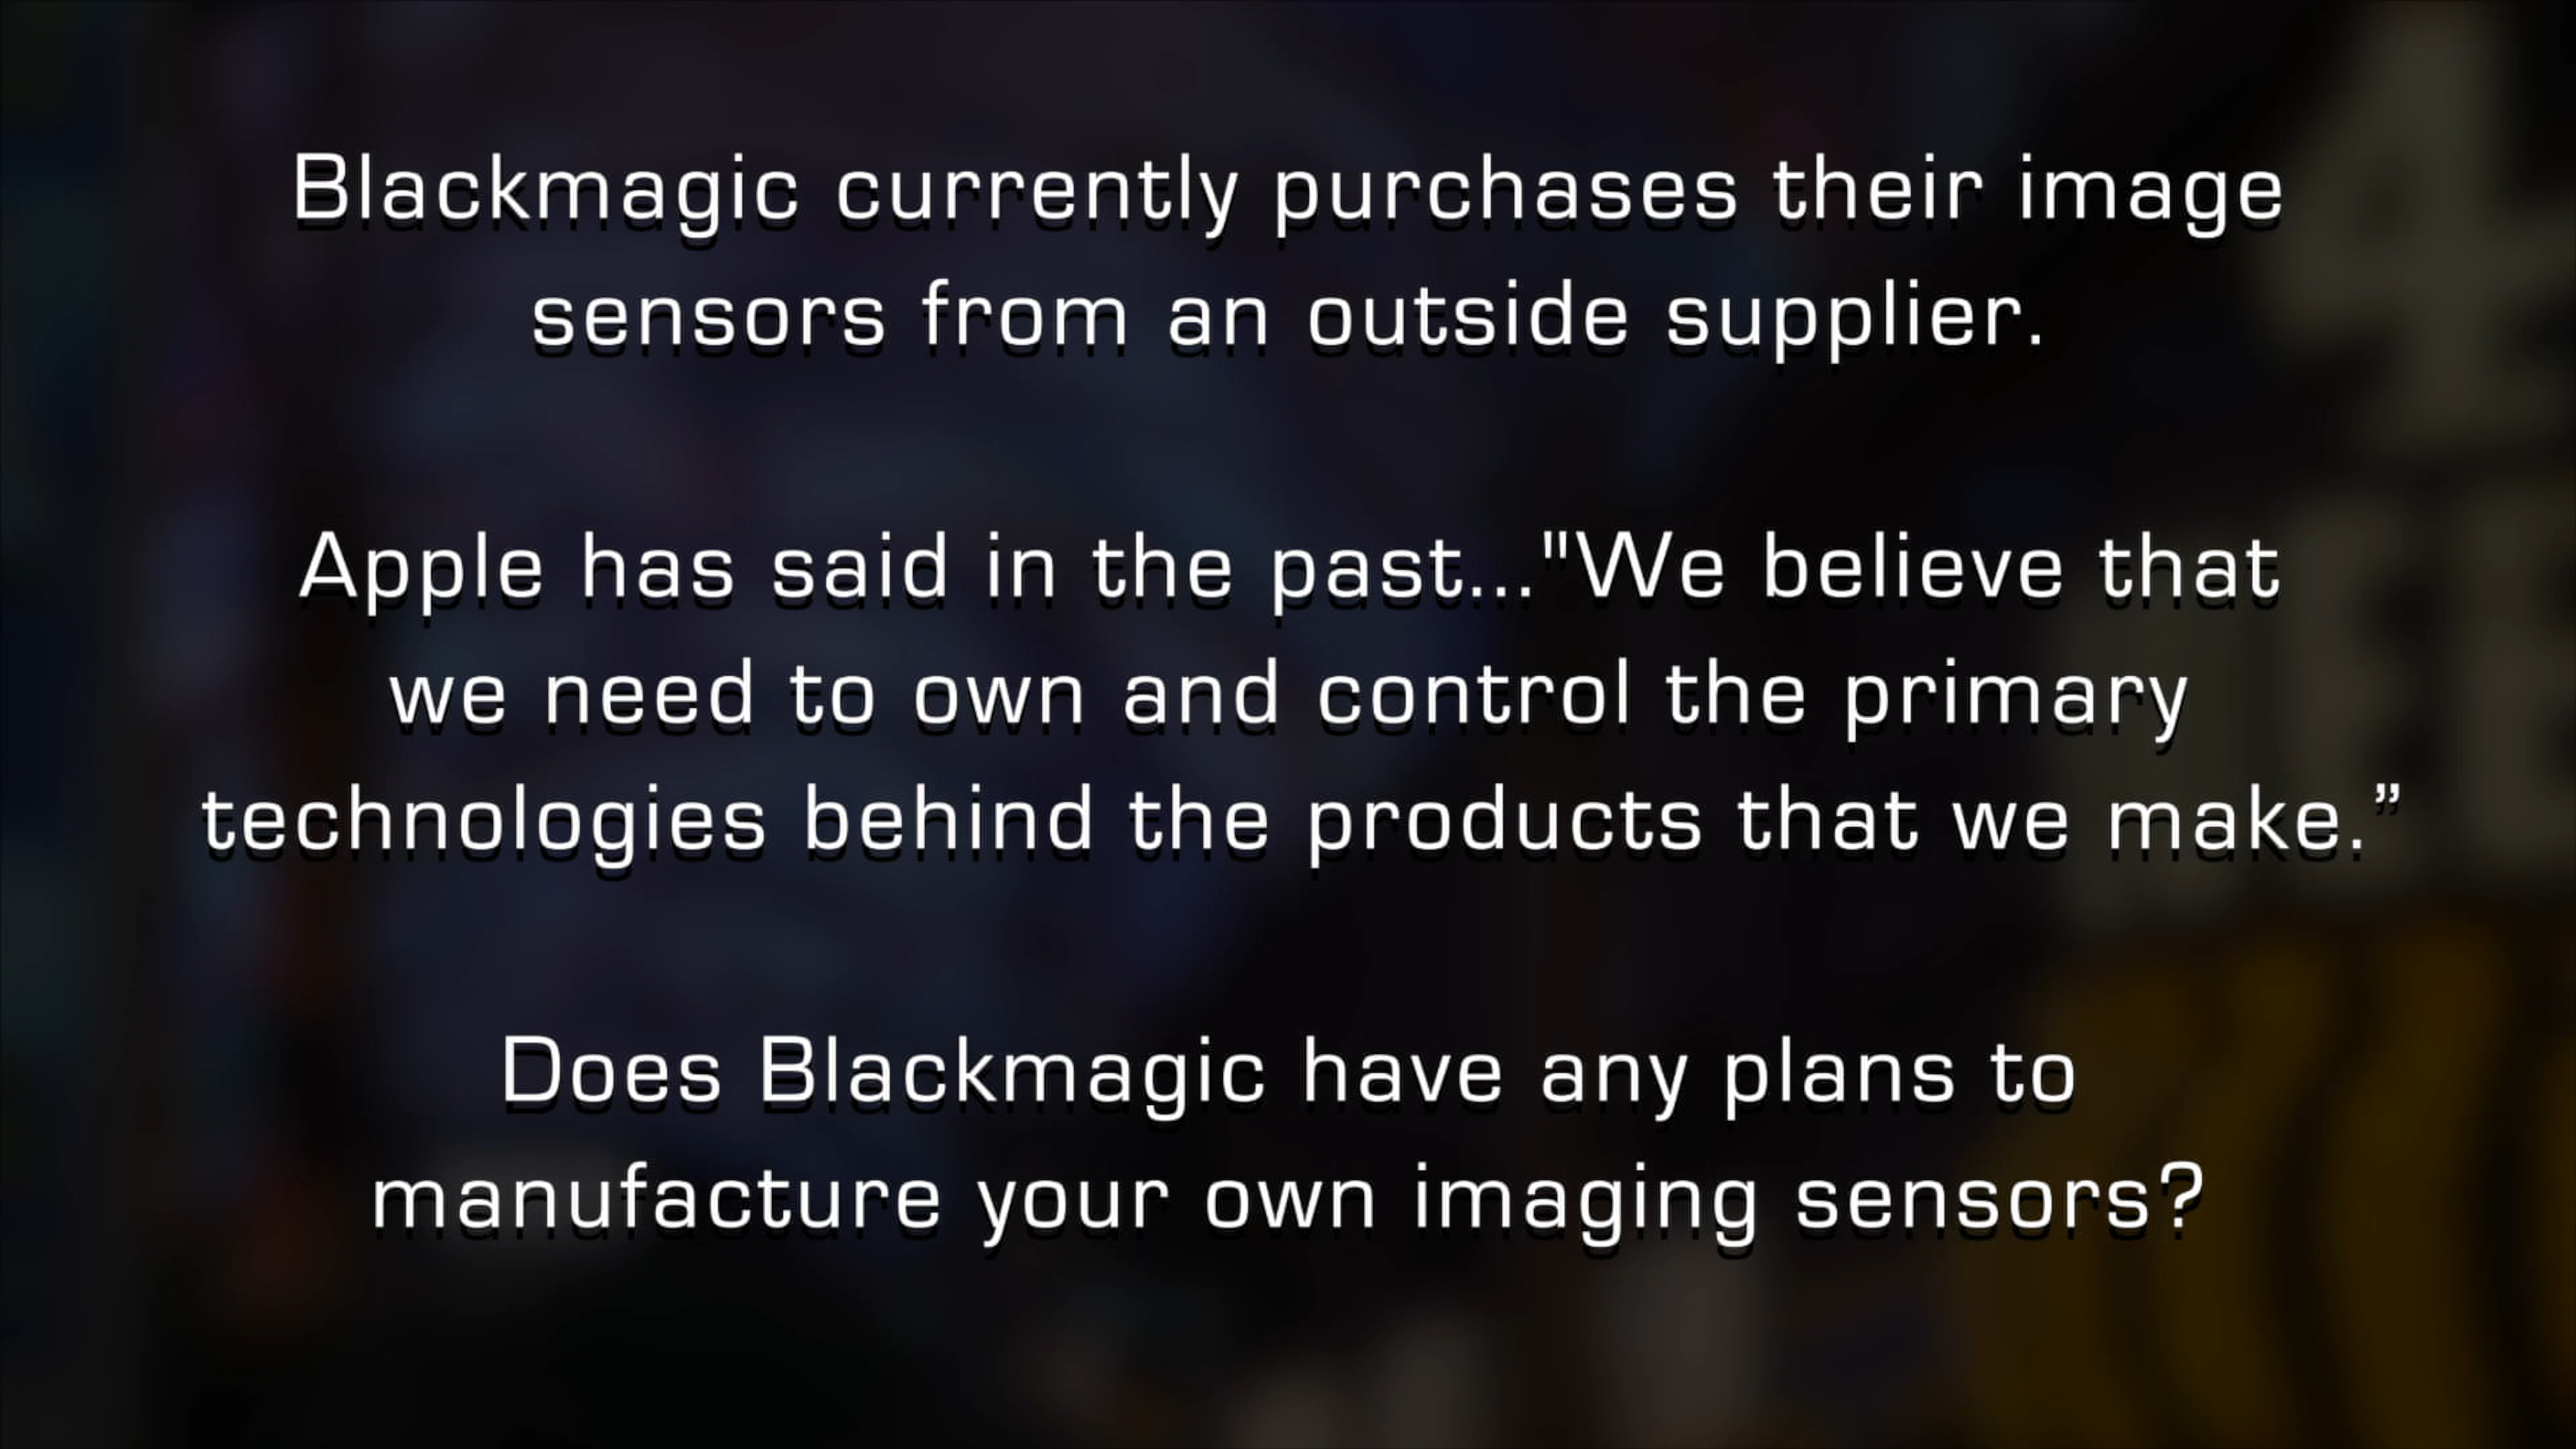 Blackmagic currently purchases their image
sensors from an outside supplier.
Apple has said in the past..."We believe that
we need to own and control the primary
technologies behind the products that we make.”
Does Blackmagic have any plans to
manufacture your own imaging sensors?